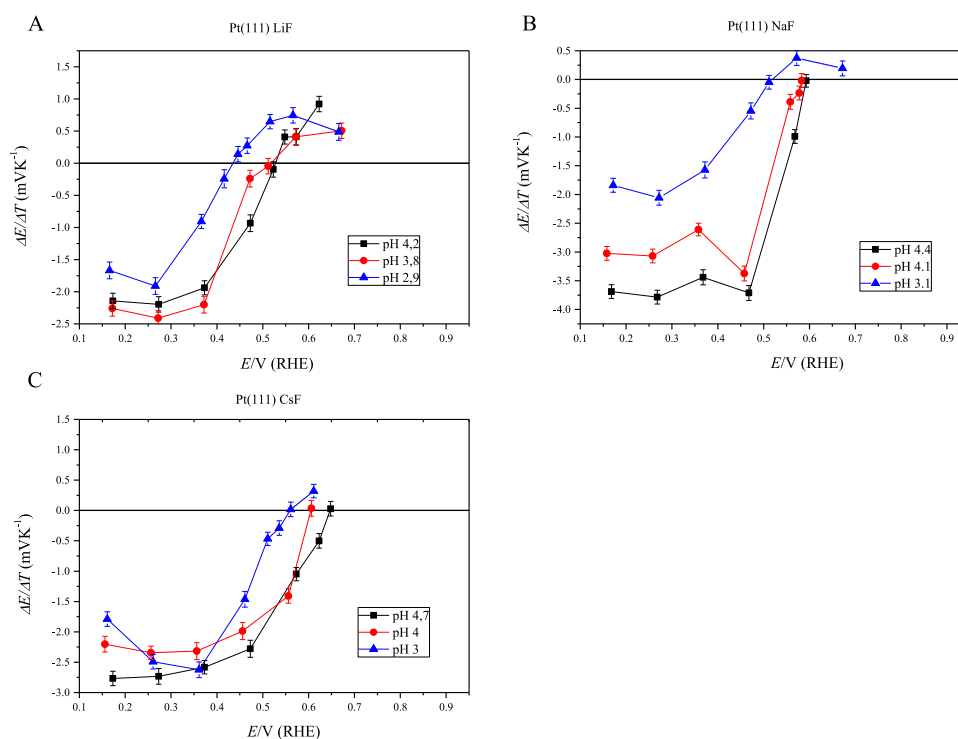 A
Pt(111) LiF
1.5
1.0
0.5
0.0
-0.5
-1.0
-1.5
-2.0
-2.5
ΔE/ΔT (mVK⁻¹)
pH 4,2
pH 3,8
pH 2,9
0.1 0.2 0.3 0.4 0.5 0.6 0.7 0.8 0.9
E/V (RHE)
B
Pt(111) NaF
0.5
0.0
-0.5
-1.0
-1.5
-2.0
-2.5
-3.0
-3.5
-4.0
ΔE/ΔT (mVK⁻¹)
pH 4.4
pH 4.1
pH 3.1
0.1 0.2 0.3 0.4 0.5 0.6 0.7 0.8 0.9
E/V (RHE)
C
Pt(111) CsF
1.5
1.0
0.5
0.0
-0.5
-1.0
-1.5
-2.0
-2.5
-3.0
ΔE/ΔT (mVK⁻¹)
pH 4,7
pH 4
pH 3
0.1 0.2 0.3 0.4 0.5 0.6 0.7 0.8 0.9
E/V (RHE)